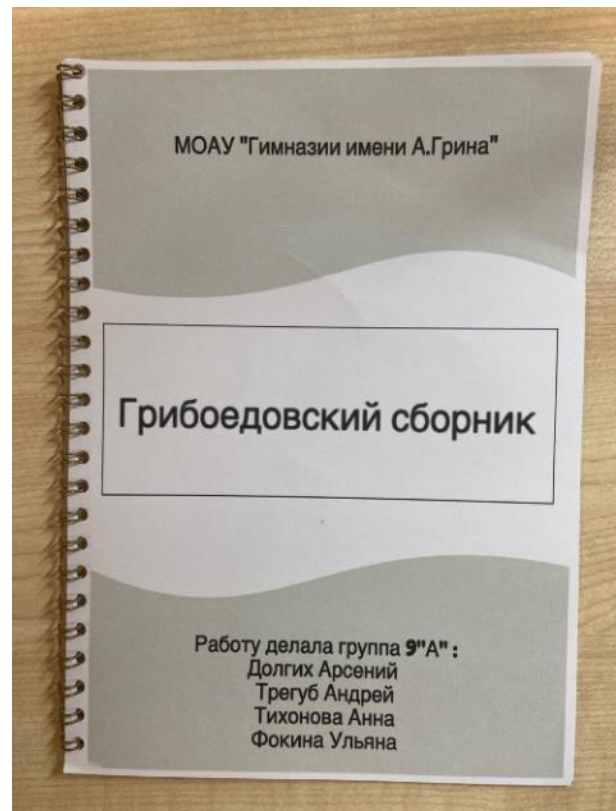 МОАУ "Гимназии имени А.Грина"
Грибоедовский сборник
Работу делала группа 9"А" :
Долгих Арсений
Трегуб Андрей
Тихонова Анна
Фокина Ульяна